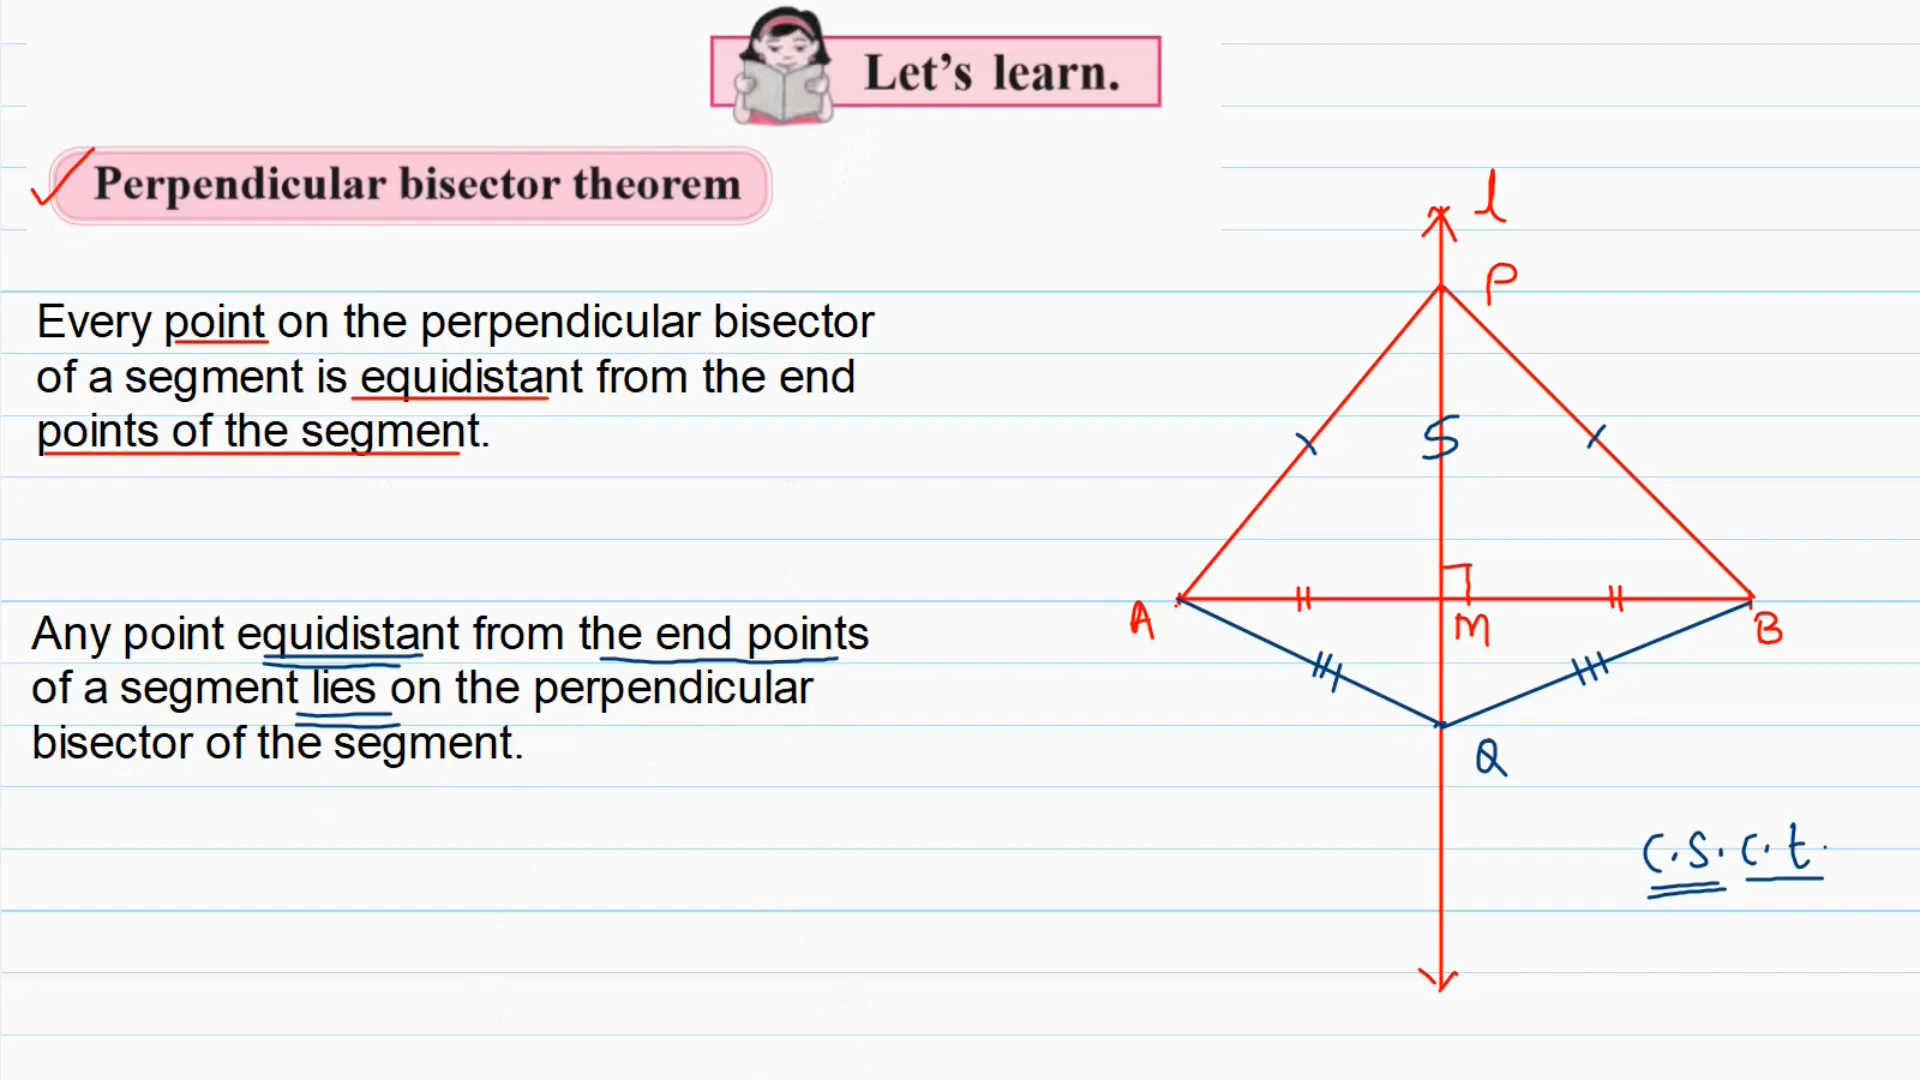 Let's learn.
Perpendicular bisector theorem
Every point on the perpendicular bisector
of a segment is equidistant from the end
points of the segment.
Any point equidistant from the end points
of a segment lies on the perpendicular
bisector of the segment.
l
P
S
A
M
B
Q
C.S.C.t.